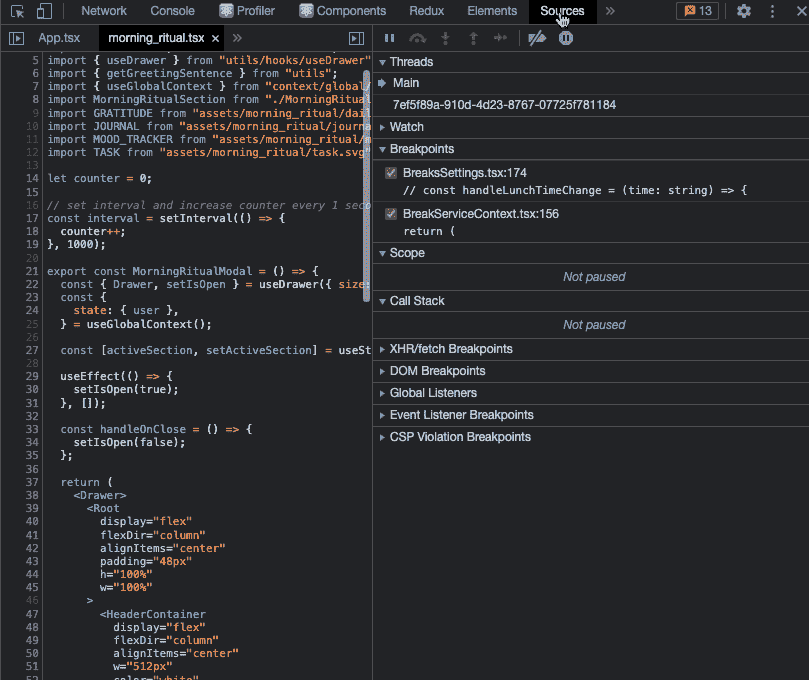 Network Console Profiler Components Redux Elements Sources 13
App.tsx morning_ritual.tsx
5 import { useDrawer } from "utils/hooks/useDrawer"
6 import { getGreetingSentence } from "utils";
7 import { useGlobalContext } from "context/global/
8 import MorningRitualSection from "./MorningRitual
9 import GRATITUDE from "assets/morning_ritual/dail
10 import JOURNAL from "assets/morning_ritual/journa
11 import MOOD_TRACKER from "assets/morning_ritual/m
12 import TASK from "assets/morning_ritual/task.svg"
13
14 let counter = 0;
15
16 // set interval and increase counter every 1 seco
17 const interval = setInterval(() => {
18 counter++;
19 }, 1000);
20
21 export const MorningRitualModal = () => {
22 const { Drawer, setIsOpen } = useDrawer({ size:
23 const {
24 state: { user },
25 } = useGlobalContext();
26
27 const [activeSection, setActiveSection] = useSt
28
29 useEffect(() => {
30 setIsOpen(true);
31 }, []);
32
33 const handleOnClose = () => {
34 setIsOpen(false);
35 };
36
37 return (
38 <Drawer>
39 <Root
40 display="flex"
41 flexDir="column"
42 alignItems="center"
43 padding="48px"
44 h="100%"
45 w="100%"
46 >
47 <HeaderContainer
48 display="flex"
49 flexDir="column"
50 alignItems="center"
51 w="512px"
52 color="white"
Threads
Main
7ef5f89a-910d-4d23-8767-07725f781184
Watch
Breakpoints
BreaksSettings.tsx:174
// const handleLunchTimeChange = (time: string) => {
BreakServiceContext.tsx:156
return (
Scope
Not paused
Call Stack
Not paused
XHR/fetch Breakpoints
DOM Breakpoints
Global Listeners
Event Listener Breakpoints
CSP Violation Breakpoints